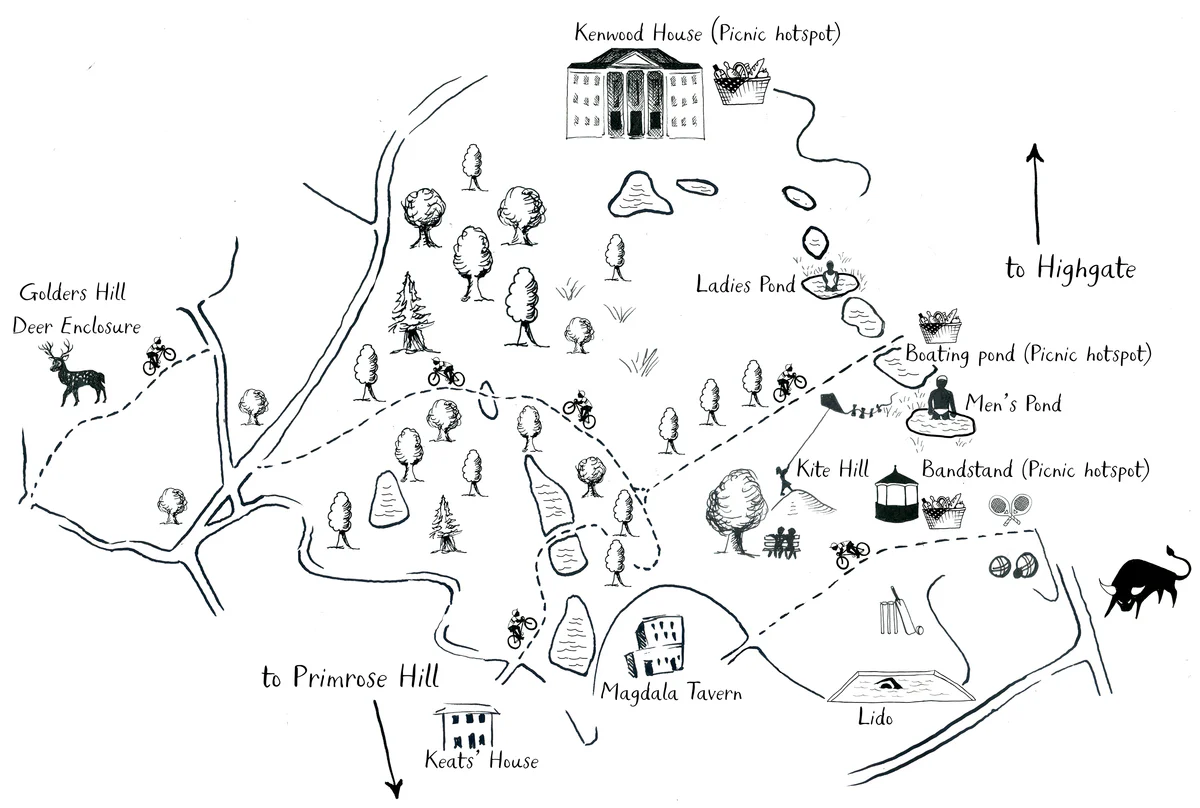 Kenwood House (Picnic hotspot)
to Highgate
Ladies Pond
Golders Hill
Deer Enclosure
Boating pond (Picnic hotspot)
Men's Pond
Kite Hill
Bandstand (Picnic hotspot)
to Primrose Hill
Magdala Tavern
Lido
Keats' House